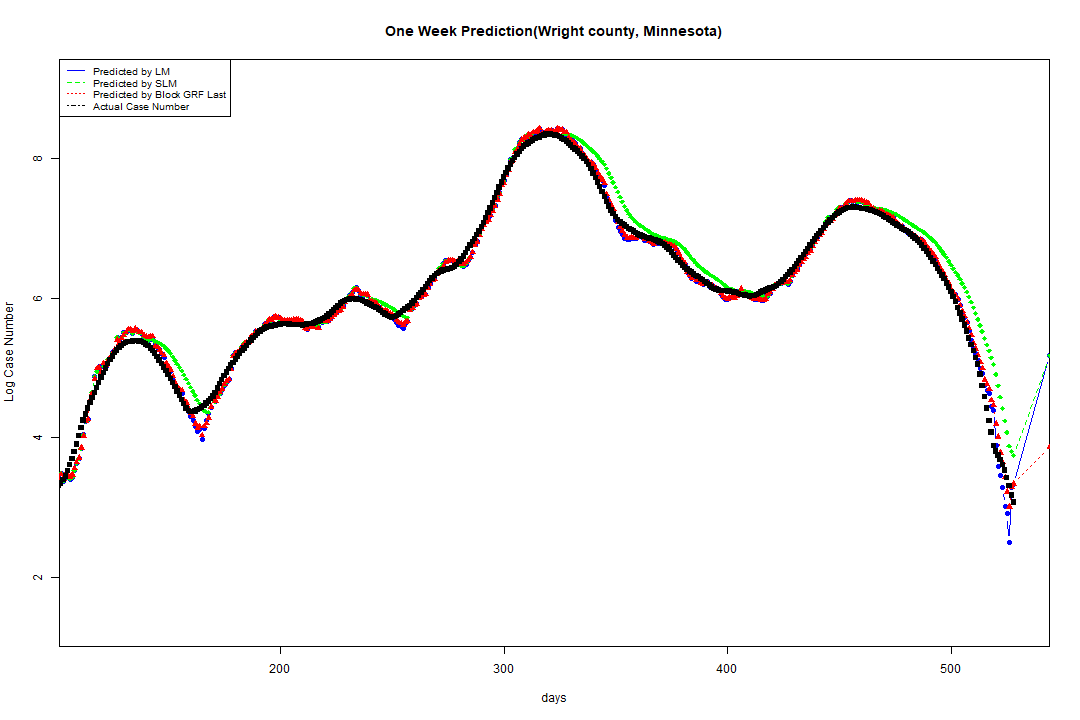 One Week Prediction(Wright county, Minnesota)
Predicted by LM
Predicted by SLM
Predicted by Block GRF Last
Actual Case Number
8
6
4
2
Log Case Number
200 300 400 500
days